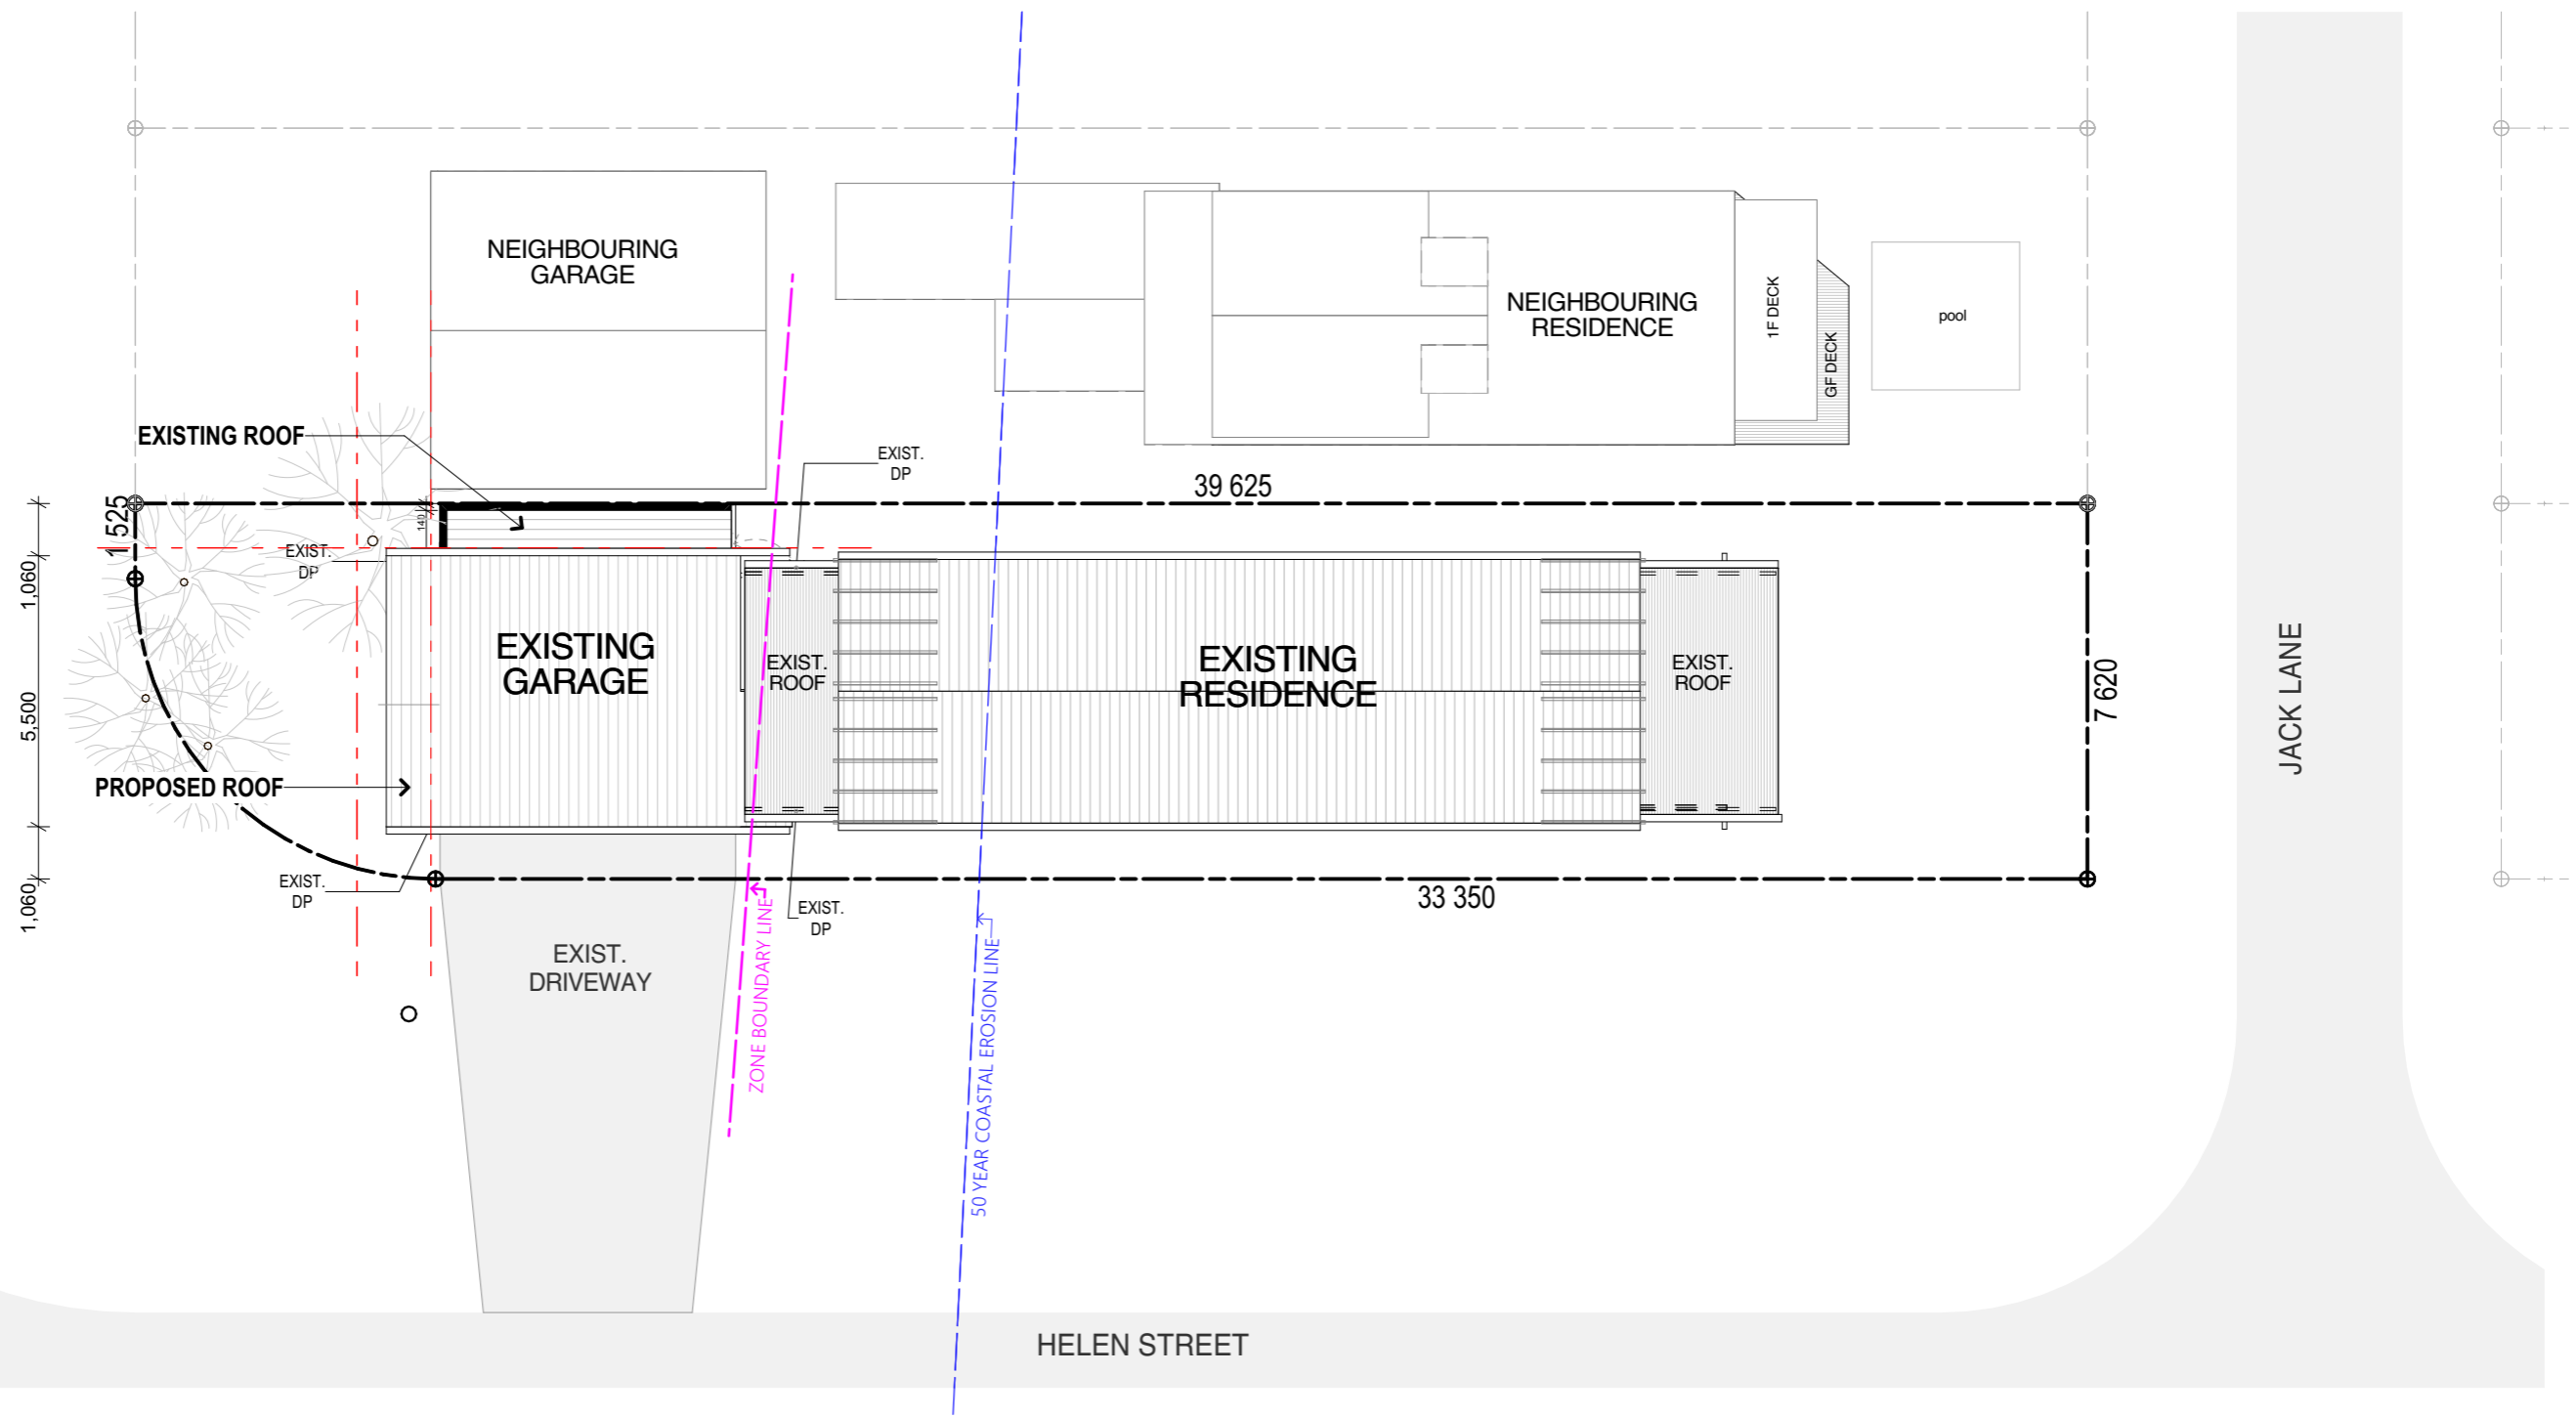 NEIGHBOURING
GARAGE
NEIGHBOURING
RESIDENCE
1F DECK
GF DECK
pool
EXISTING ROOF
EXIST.
DP
39 625
1 525
140
EXIST.
DP
1,060
5,500
1,060
EXISTING
GARAGE
EXIST.
ROOF
EXISTING
RESIDENCE
EXIST.
ROOF
7 620
JACK LANE
PROPOSED ROOF
EXIST.
DP
EXIST.
DP
33 350
EXIST.
DRIVEWAY
ZONE BOUNDARY LINE
50 YEAR COASTAL EROSION LINE
HELEN STREET